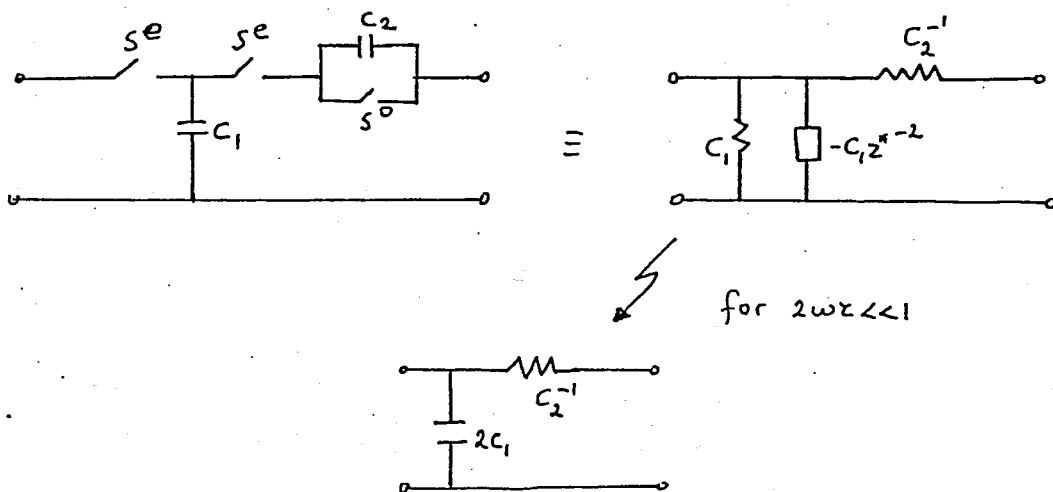 S^e
S^e
C_2
S^o
C_1
≡
C_2^{-1}
C_1
-C_1 z^{*-2}
for 2ωτ<<1
C_2^{-1}
2C_1